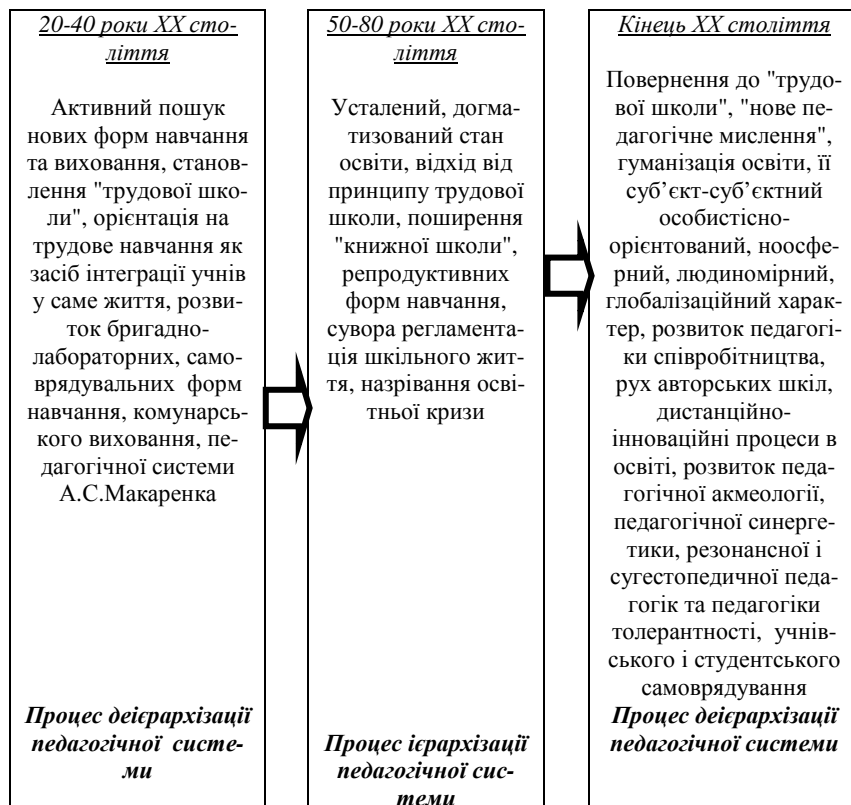 20-40 роки ХХ сто-
ліття
Активний пошук
нових форм навчання
та виховання, станов-
лення "трудової шко-
ли", орієнтація на
трудове навчання як
засіб інтеграції учнів
у саме життя, розви-
ток бригадно-
лабораторних, само-
врядувальних форм
навчання, комунарсь-
кого виховання, пе-
дагогічної системи
А.С.Макаренка
Процес деієрархізації
педагогічної систе-
ми
50-80 роки ХХ сто-
ліття
Усталений, догма-
тизований стан
освіти, відхід від
принципу трудової
школи, поширення
"книжної школи",
репродуктивних
форм навчання,
сувора регламента-
ція шкільного жит-
тя, назрівання осві-
тньої кризи
Процес ієрархізації
педагогічної сис-
теми
Кінець ХХ століття
Повернення до "трудо-
вої школи", "нове пе-
дагогічне мислення",
гуманізація освіти, її
суб’єкт-суб’єктний
особистісно-
орієнтований, ноосфе-
рний, людиномірний,
глобалізаційний харак-
тер, розвиток педагогі-
ки співробітництва,
рух авторських шкіл,
дистанційно-
інноваційні процеси в
освіті, розвиток педа-
гогічної акмеології,
педагогічної синерге-
тики, резонансної і
сугестопедичної педа-
гогік та педагогіки
толерантності, учнів-
ського і студентського
самоврядування
Процес деієрархізації
педагогічної системи